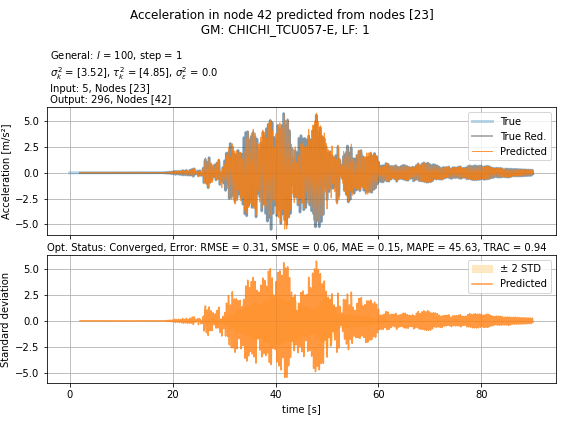 Acceleration in node 42 predicted from nodes [23]
GM: CHICHI_TCU057-E, LF: 1
General: l = 100, step = 1
σ²ₖ = [3.52], τ²ₖ = [4.85], σ²ε = 0.0
Input: 5, Nodes [23]
Output: 296, Nodes [42]
Acceleration [m/s²]
5.0
2.5
0.0
−2.5
−5.0
True
True Red.
Predicted
Opt. Status: Converged, Error: RMSE = 0.31, SMSE = 0.06, MAE = 0.15, MAPE = 45.63, TRAC = 0.94
Standard deviation
5.0
2.5
0.0
−2.5
−5.0
± 2 STD
Predicted
0 20 40 60 80
time [s]